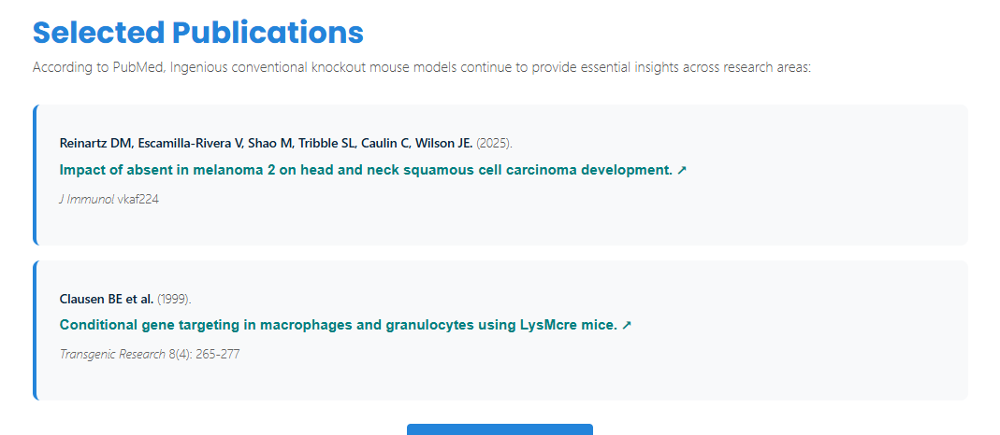 Selected Publications
According to PubMed, Ingenious conventional knockout mouse models continue to provide essential insights across research areas:
Reinartz DM, Escamilla-Rivera V, Shao M, Tribble SL, Caulin C, Wilson JE. (2025).
Impact of absent in melanoma 2 on head and neck squamous cell carcinoma development. ↗
J Immunol vkaf224
Clausen BE et al. (1999).
Conditional gene targeting in macrophages and granulocytes using LysMcre mice. ↗
Transgenic Research 8(4): 265-277